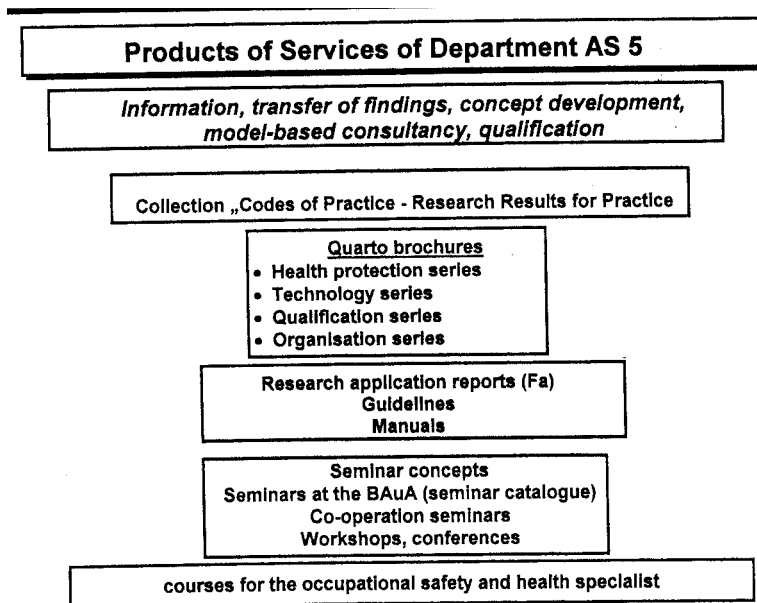 Products of Services of Department AS 5
Information, transfer of findings, concept development,
model-based consultancy, qualification
Collection „Codes of Practice - Research Results for Practice
Quarto brochures
• Health protection series
• Technology series
• Qualification series
• Organisation series
Research application reports (Fa)
Guidelines
Manuals
Seminar concepts
Seminars at the BAuA (seminar catalogue)
Co-operation seminars
Workshops, conferences
courses for the occupational safety and health specialist